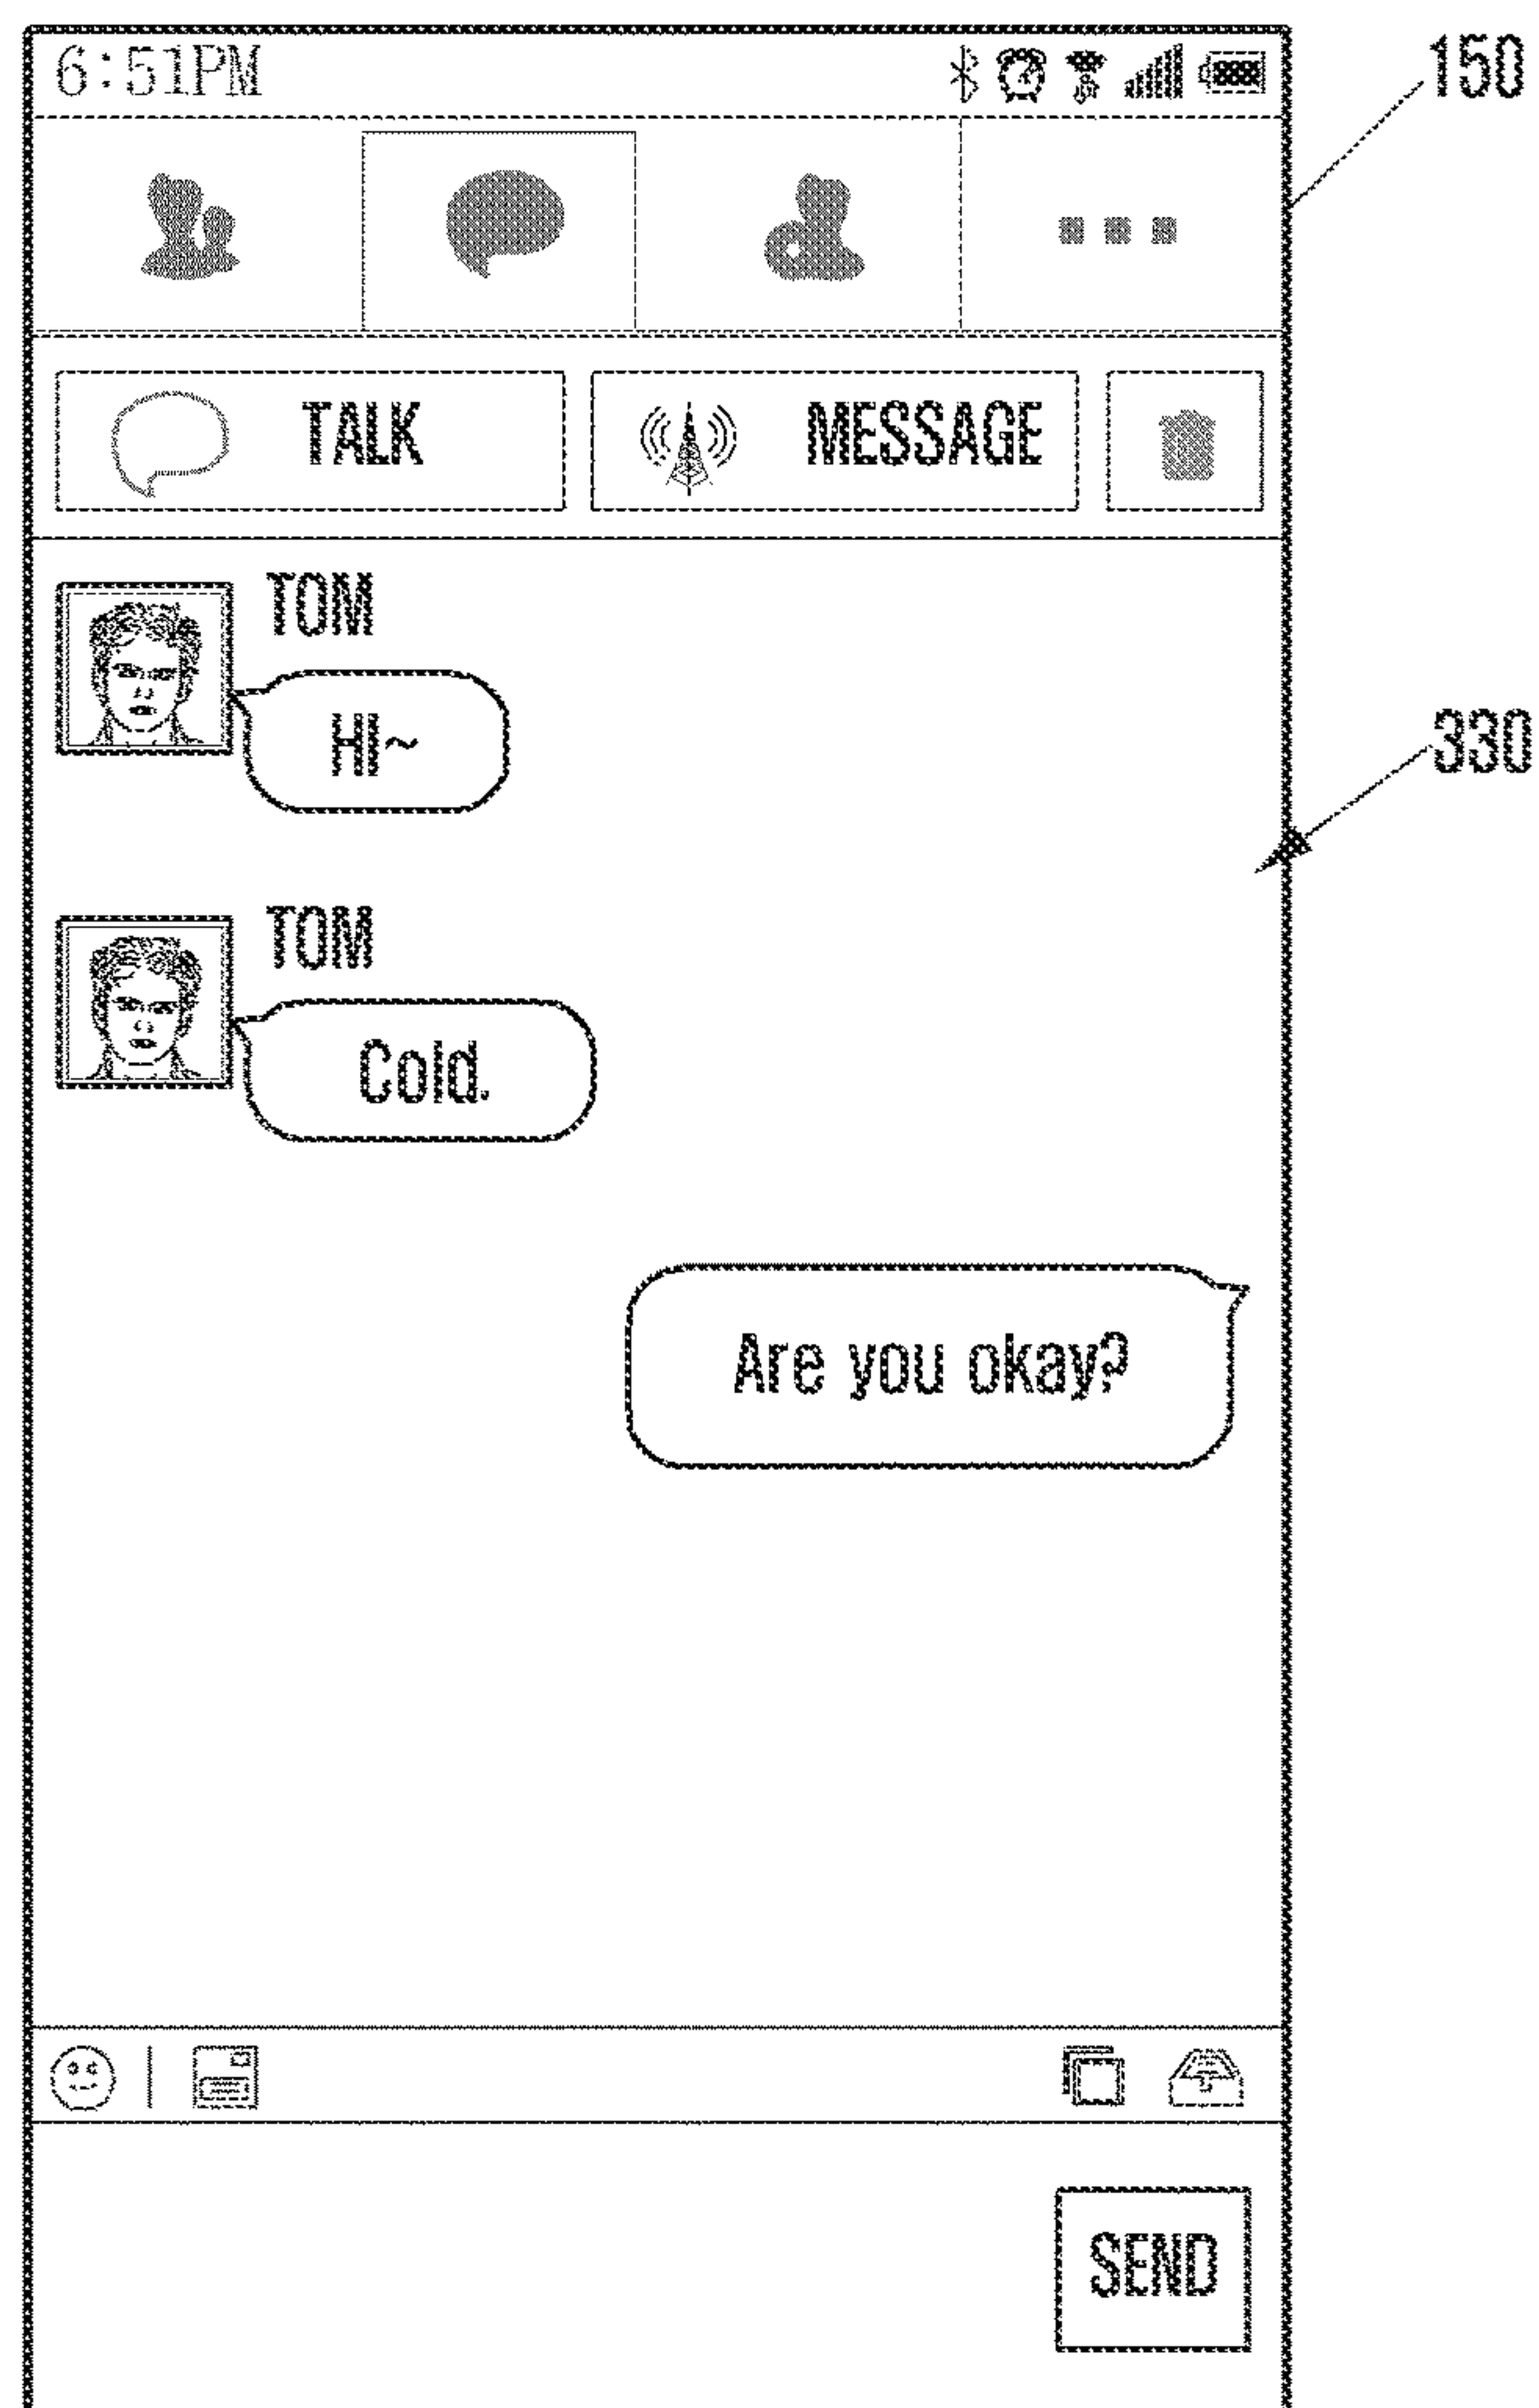 6:51PM
150
TALK
MESSAGE
TOM
HI~
330
TOM
Cold.
Are you okay?
SEND